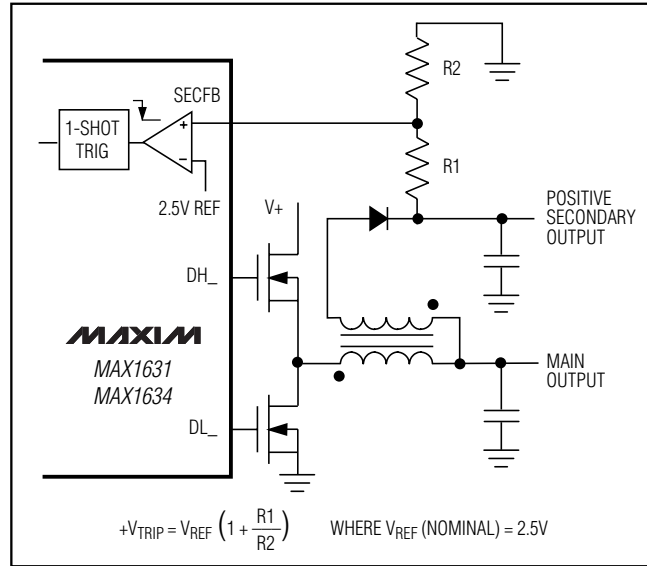 R2
SECFB
1-SHOT
TRIG
+
−
R1
2.5V REF
V+
POSITIVE
SECONDARY
OUTPUT
DH_
MAXIM
MAX1631
MAX1634
MAIN
OUTPUT
DL_
+VTRIP = VREF (1 + R1/R2) WHERE VREF (NOMINAL) = 2.5V